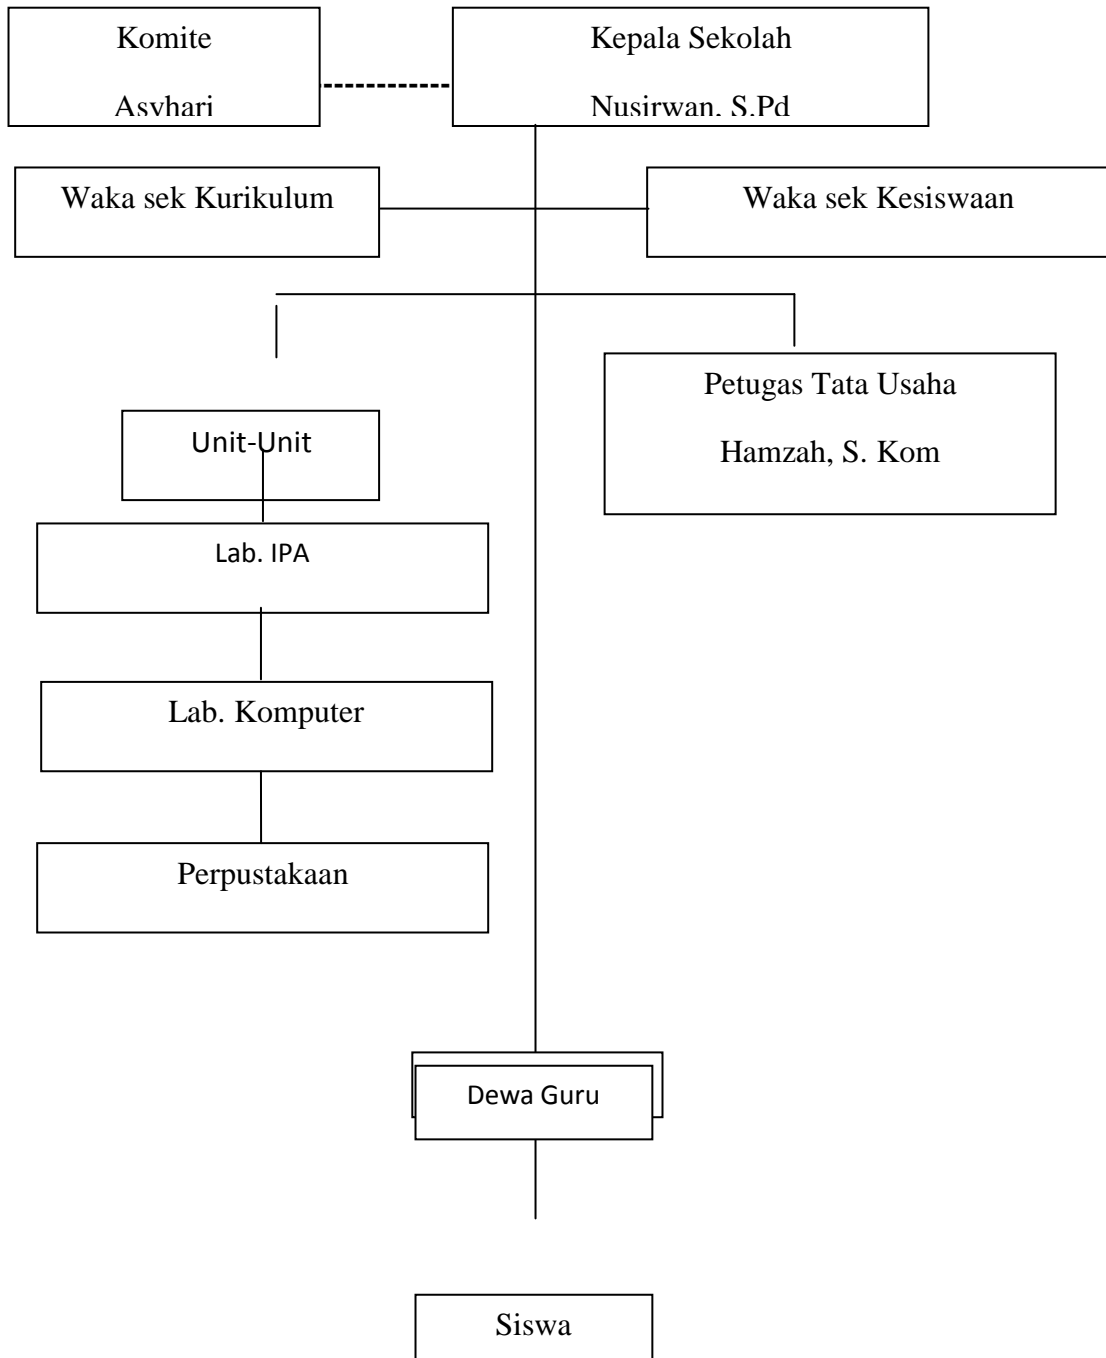 Komite
Asyhari
Kepala Sekolah
Nusirwan, S.Pd
Waka sek Kurikulum
Waka sek Kesiswaan
Petugas Tata Usaha
Hamzah, S. Kom
Unit-Unit
Lab. IPA
Lab. Komputer
Perpustakaan
Dewa Guru
Siswa